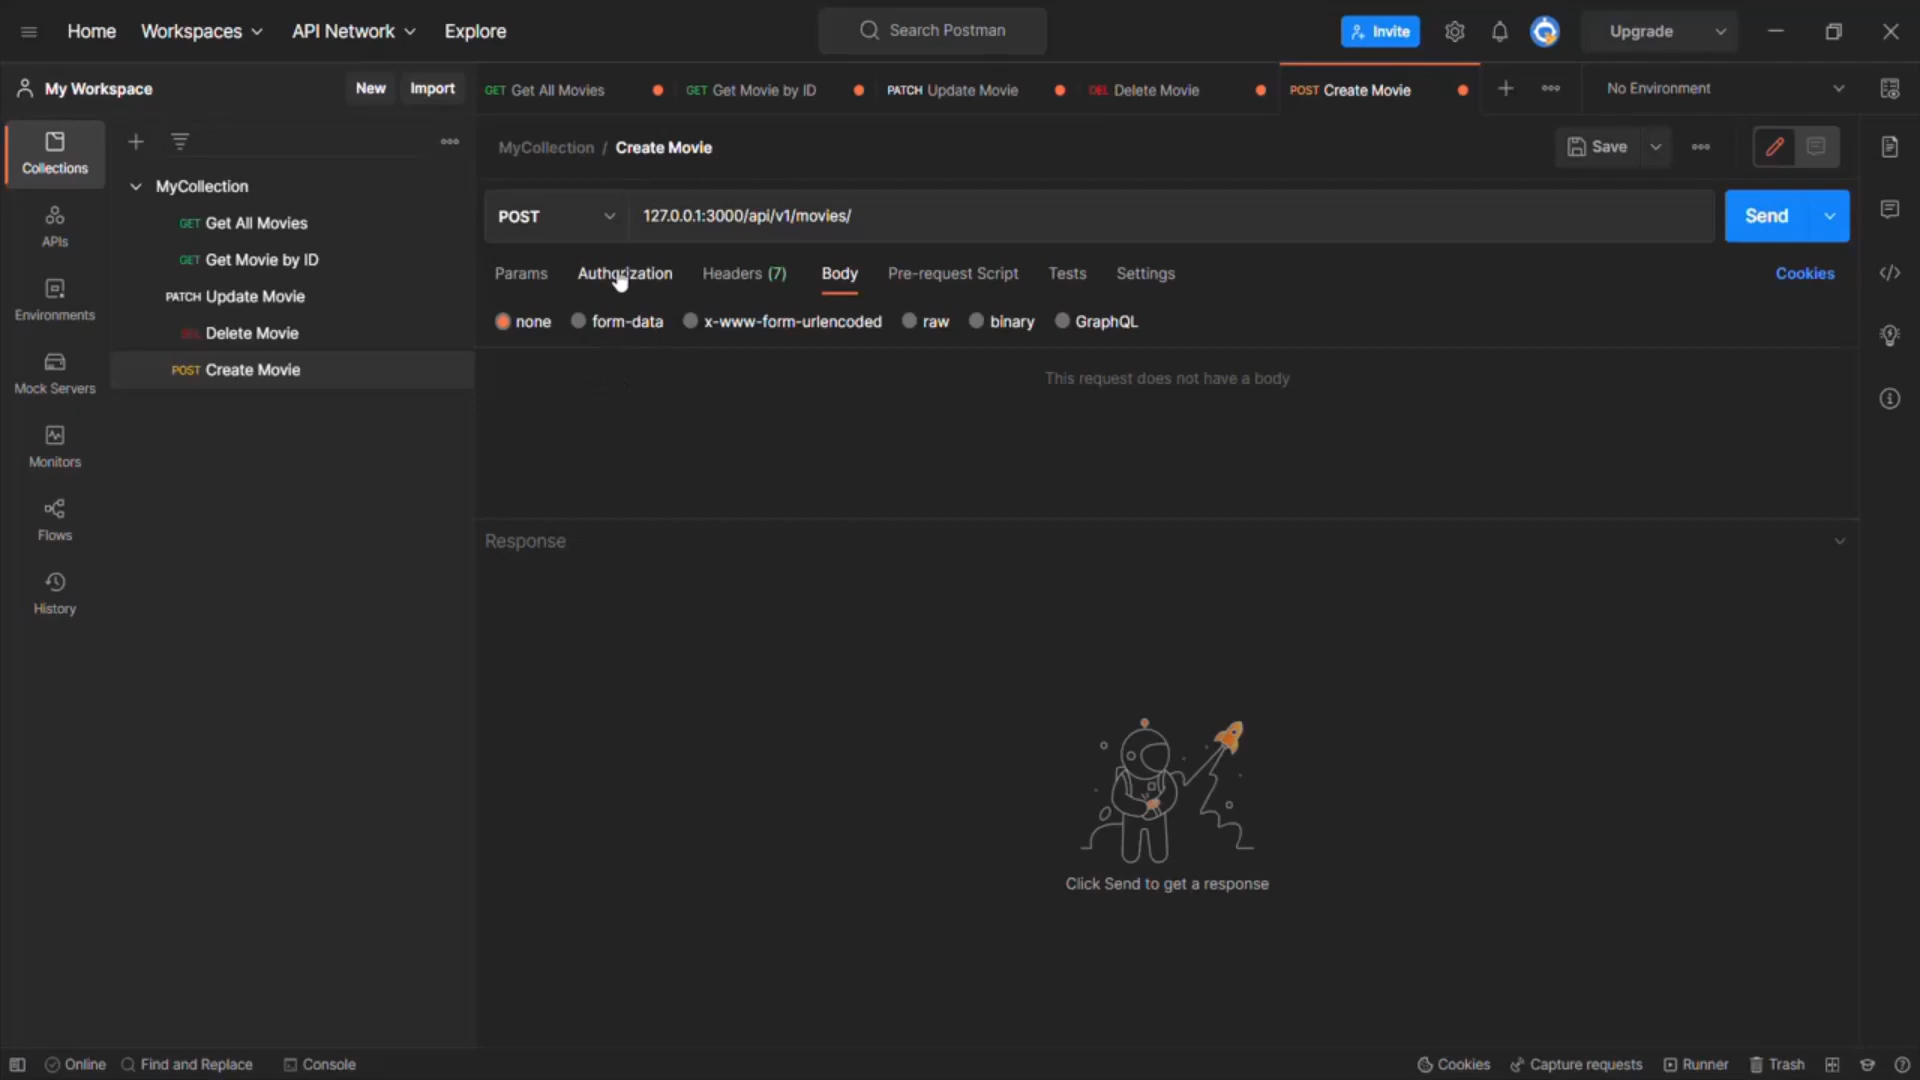 Home Workspaces API Network Explore Search Postman Invite Upgrade
My Workspace New Import GET Get All Movies GET Get Movie by ID PATCH Update Movie DEL Delete Movie POST Create Movie No Environment
Collections
MyCollection / Create Movie Save
MyCollection
GET Get All Movies
GET Get Movie by ID
PATCH Update Movie
DEL Delete Movie
POST Create Movie
APIs
Environments
Mock Servers
Monitors
Flows
History
POST 127.0.0.1:3000/api/v1/movies/ Send
Params Authorization Headers (7) Body Pre-request Script Tests Settings Cookies
none form-data x-www-form-urlencoded raw binary GraphQL
This request does not have a body
Response
Click Send to get a response
Online Find and Replace Console Cookies Capture requests Runner Trash